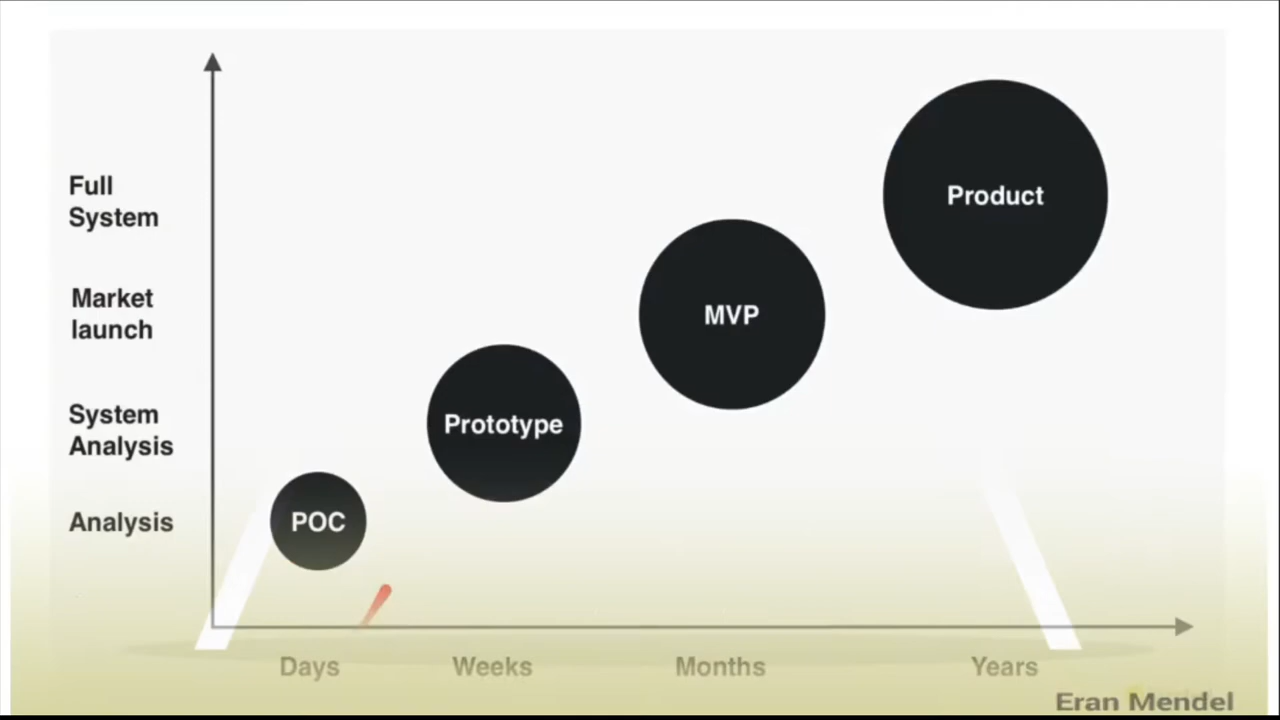 Full
System
Product
Market
launch
MVP
System
Analysis
Prototype
Analysis
POC
Days
Weeks
Months
Years
Eran Mendel